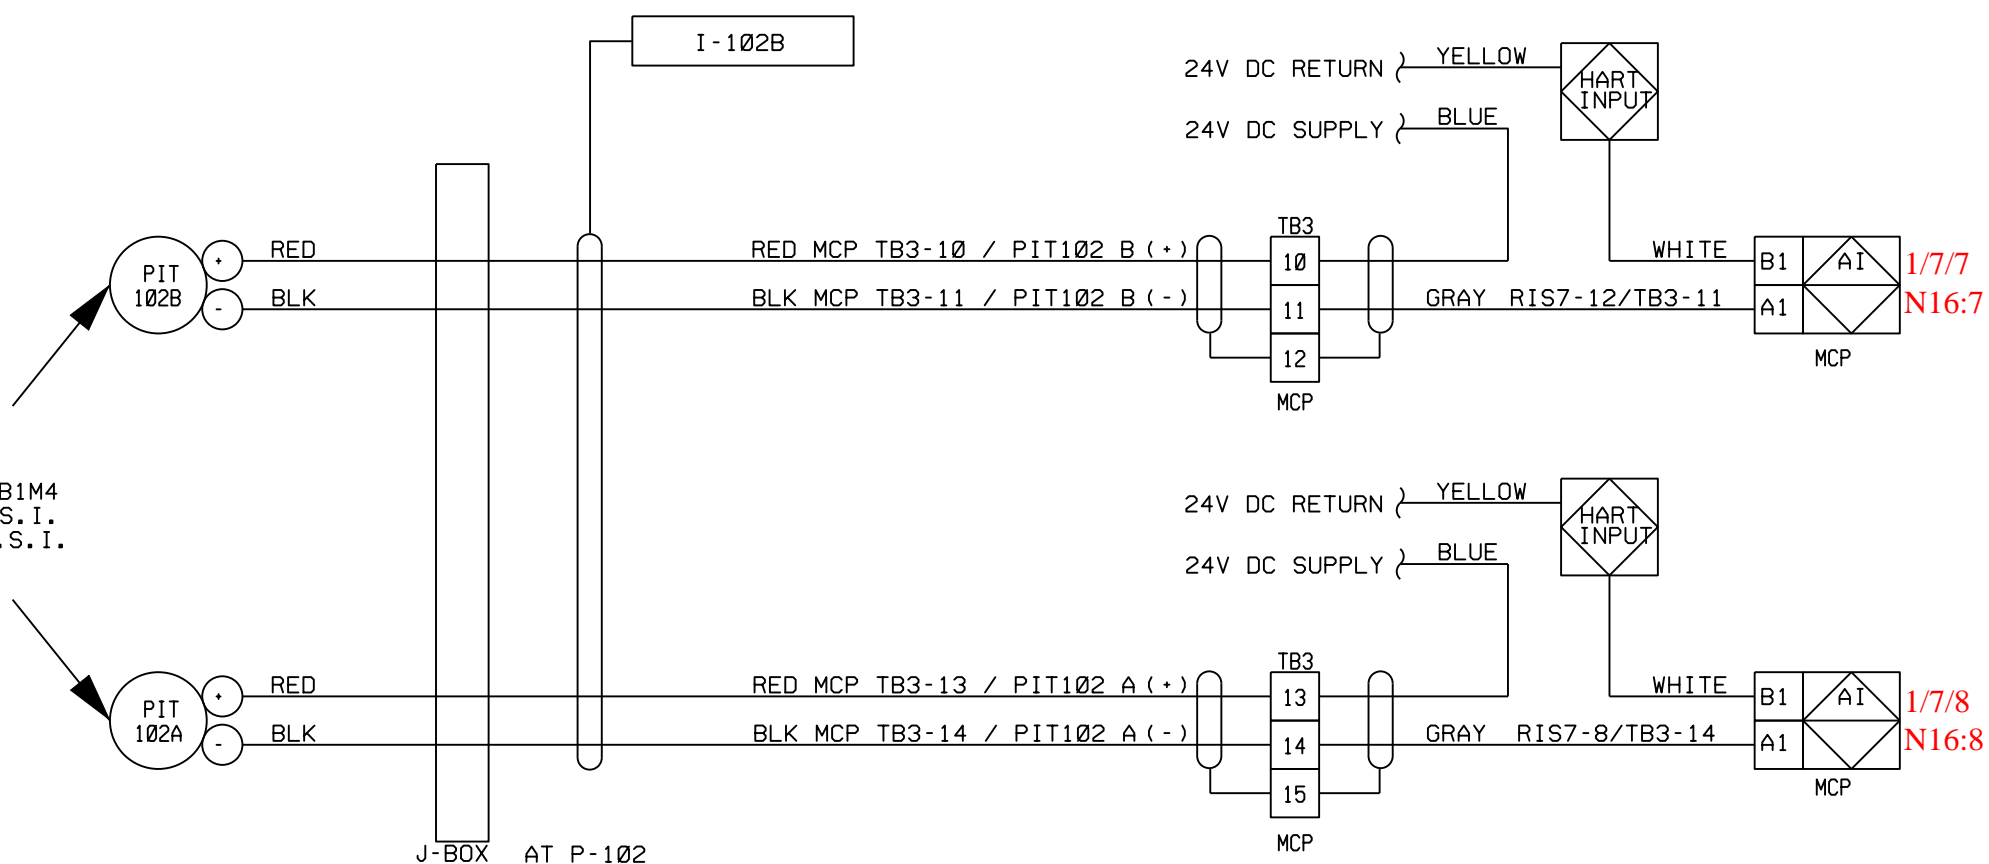 I-102B
24V DC RETURN
YELLOW
HART
INPUT
24V DC SUPPLY
BLUE
PIT
102B
+
-
RED
BLK
RED MCP TB3-10 / PIT102 B (+)
BLK MCP TB3-11 / PIT102 B (-)
TB3
10
11
12
MCP
WHITE
GRAY RIS7-12/TB3-11
B1
A1
AI
MCP
1/7/7
N16:7
B1M4
S.I.
.S.I.
24V DC RETURN
YELLOW
HART
INPUT
24V DC SUPPLY
BLUE
PIT
102A
+
-
RED
BLK
RED MCP TB3-13 / PIT102 A (+)
BLK MCP TB3-14 / PIT102 A (-)
TB3
13
14
15
MCP
WHITE
GRAY RIS7-8/TB3-14
B1
A1
AI
MCP
1/7/8
N16:8
J-BOX AT P-102